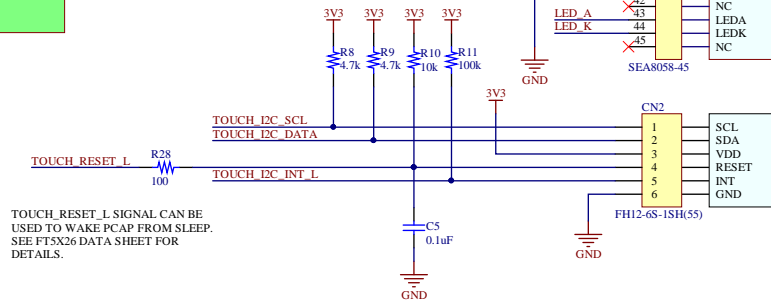 42
NC
LED_A
43
LEDA
LED_K
44
LEDK
45
NC
SEA8058-45
GND
3V3
3V3
3V3
3V3
R8
4.7k
R9
4.7k
R10
10k
R11
100k
3V3
CN2
TOUCH_I2C_SCL
1
SCL
TOUCH_I2C_DATA
2
SDA
3
VDD
TOUCH_RESET_L
R28
100
4
RESET
TOUCH_I2C_INT_L
5
INT
6
GND
FH12-6S-1SH(55)
GND
TOUCH_RESET_L SIGNAL CAN BE
USED TO WAKE PCAP FROM SLEEP.
SEE FT5X26 DATA SHEET FOR
DETAILS.
C5
0.1uF
GND